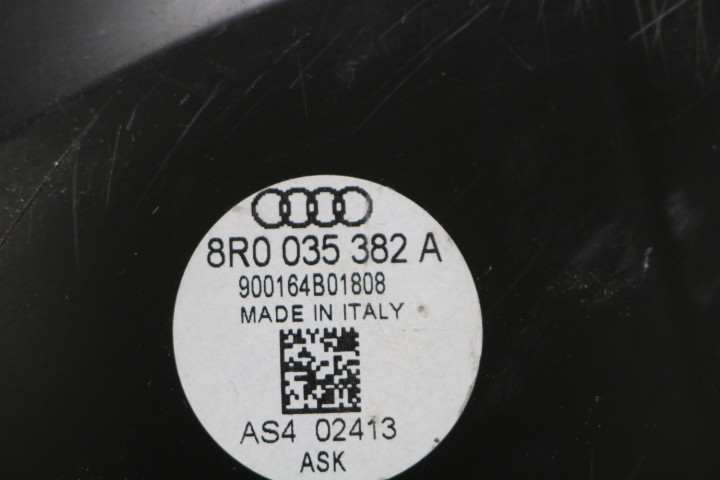 8R0 035 382 A
900164B01808
MADE IN ITALY
AS4 02413
ASK